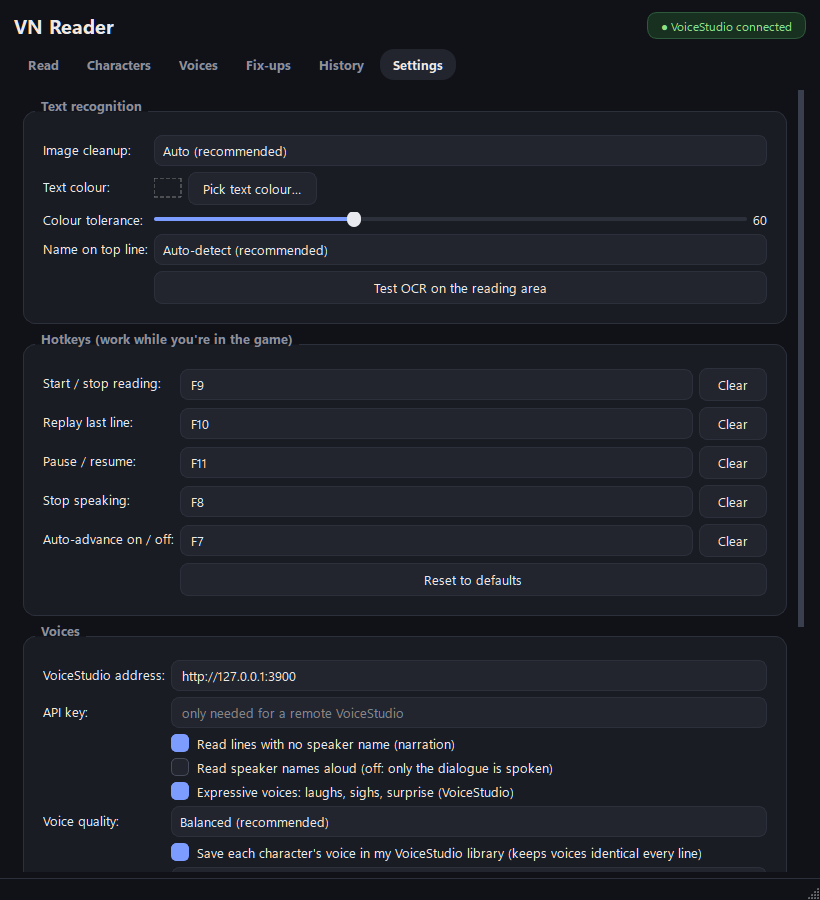 VN Reader
● VoiceStudio connected
Read Characters Voices Fix-ups History Settings
Text recognition
Image cleanup: Auto (recommended)
Text colour: Pick text colour...
Colour tolerance: 60
Name on top line: Auto-detect (recommended)
Test OCR on the reading area
Hotkeys (work while you're in the game)
Start / stop reading: F9 Clear
Replay last line: F10 Clear
Pause / resume: F11 Clear
Stop speaking: F8 Clear
Auto-advance on / off: F7 Clear
Reset to defaults
Voices
VoiceStudio address: http://127.0.0.1:3900
API key: only needed for a remote VoiceStudio
Read lines with no speaker name (narration)
Read speaker names aloud (off: only the dialogue is spoken)
Expressive voices: laughs, sighs, surprise (VoiceStudio)
Voice quality: Balanced (recommended)
Save each character's voice in my VoiceStudio library (keeps voices identical every line)